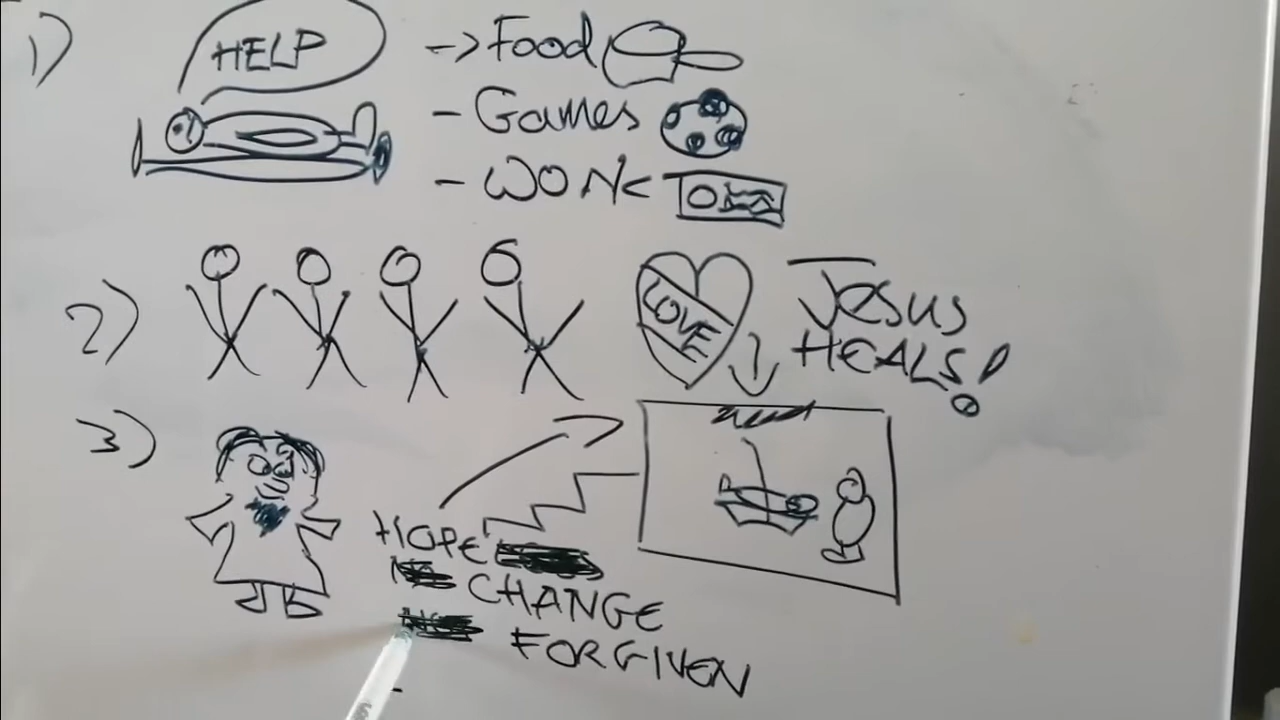 1)
HELP
-> Food
- Games
- WORK
2)
LOVE
Jesus
HEALS!
3)
HOPE
CHANGE
FORGIVEN
-